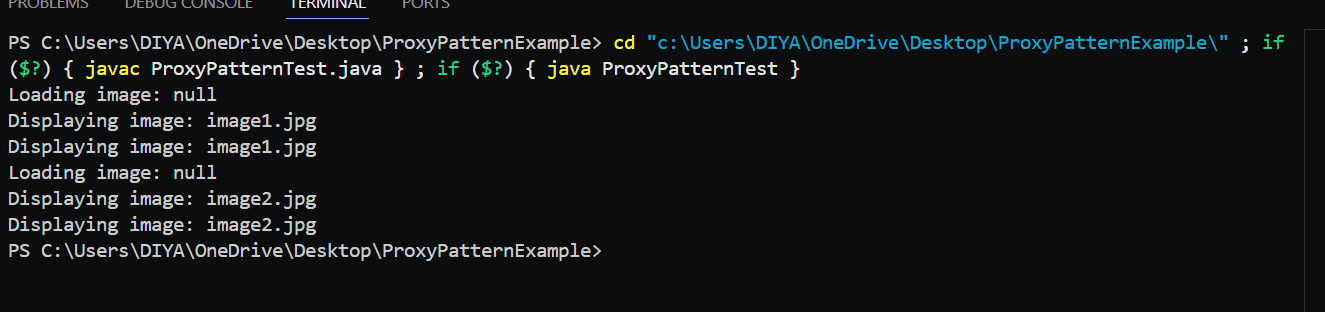 PROBLEMS DEBUG CONSOLE TERMINAL PORTS
PS C:\Users\DIYA\OneDrive\Desktop\ProxyPatternExample> cd "c:\Users\DIYA\OneDrive\Desktop\ProxyPatternExample\" ; if
($?) { javac ProxyPatternTest.java } ; if ($?) { java ProxyPatternTest }
Loading image: null
Displaying image: image1.jpg
Displaying image: image1.jpg
Loading image: null
Displaying image: image2.jpg
Displaying image: image2.jpg
PS C:\Users\DIYA\OneDrive\Desktop\ProxyPatternExample>